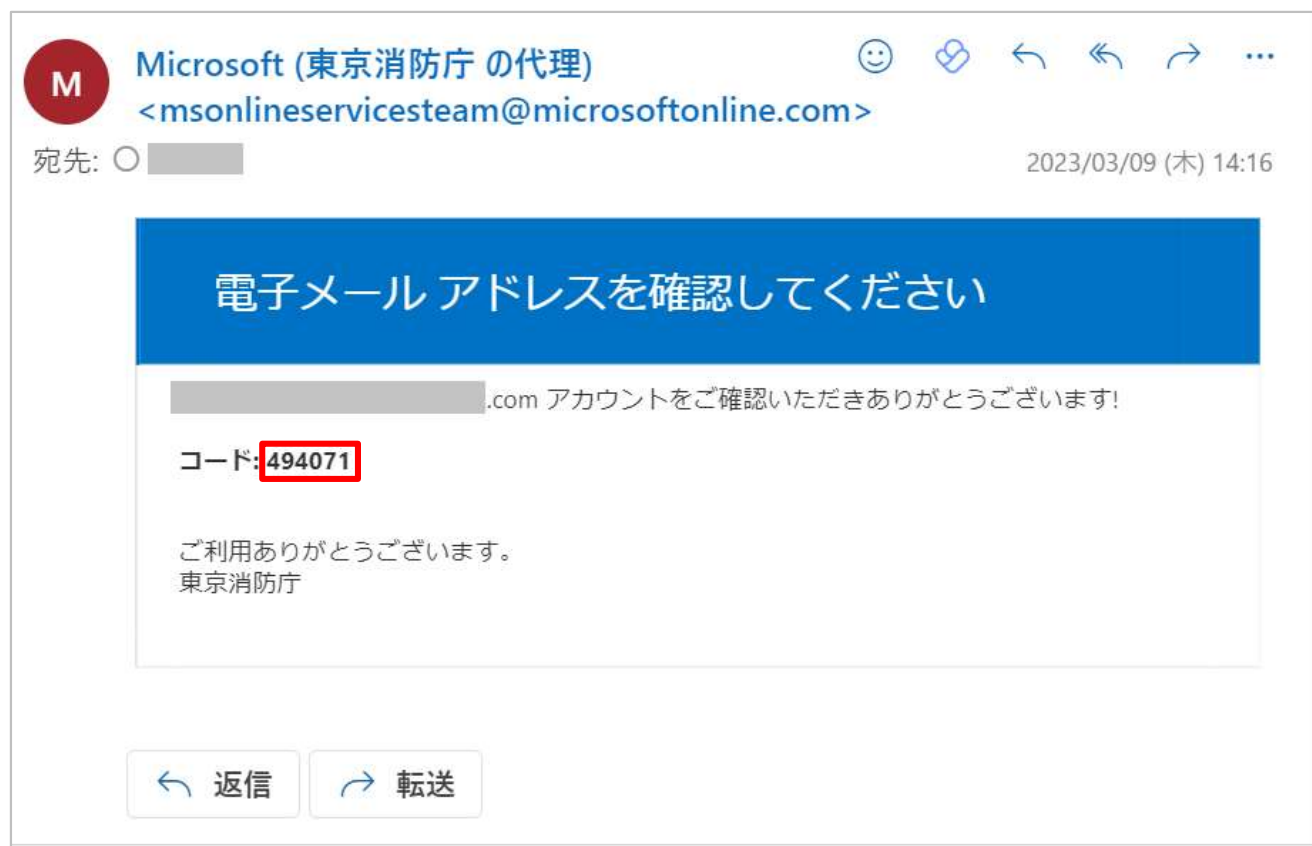 M
Microsoft (東京消防庁 の代理)
<msonlineservicesteam@microsoftonline.com>
宛先:
2023/03/09 (木) 14:16
電子メール アドレスを確認してください
.com アカウントをご確認いただきありがとうございます!
コード: 494071
ご利用ありがとうございます。
東京消防庁
返信
転送